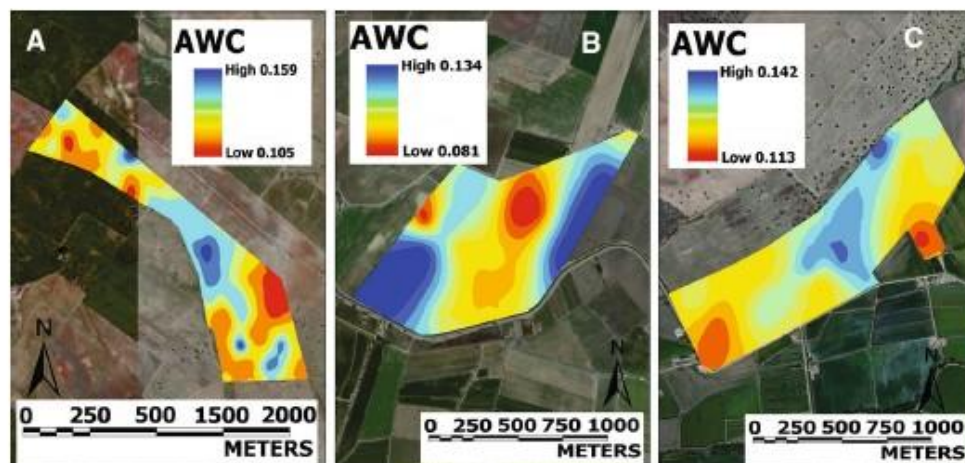 A
AWC
High 0.159
Low 0.105
N
0 250 500 1500 2000
METERS
B
AWC
High 0.134
Low 0.081
N
0 250 500 750 1000
METERS
C
AWC
High 0.142
Low 0.113
N
0 250 500 750 1000
METERS